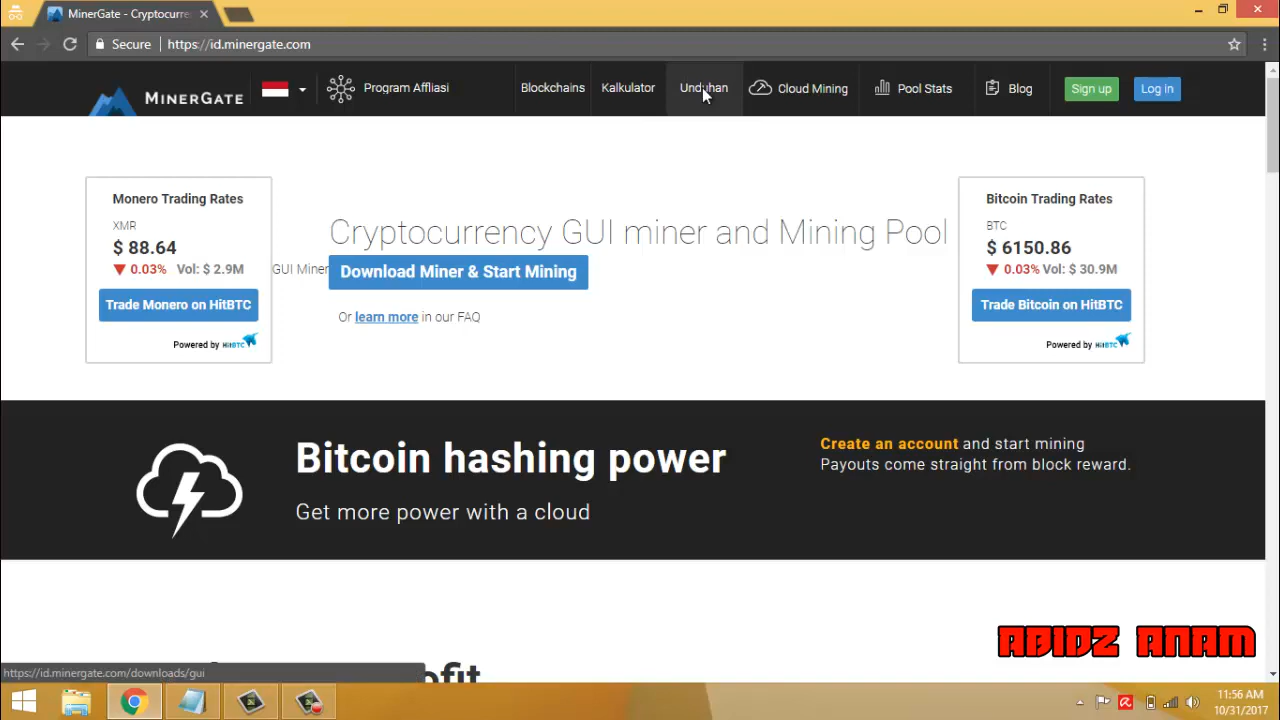 MinerGate - Cryptocurre
Secure
https://id.minergate.com
MINERGATE
Program Affliasi
Blockchains
Kalkulator
Unduhan
Cloud Mining
Pool Stats
Blog
Sign up
Log in
Monero Trading Rates
XMR
$ 88.64
0.03% Vol: $ 2.9M
Trade Monero on HitBTC
Powered by HitBTC
Cryptocurrency GUI miner and Mining Pool
GUI Miner
Download Miner & Start Mining
Or learn more in our FAQ
Bitcoin Trading Rates
BTC
$ 6150.86
0.03% Vol: $ 30.9M
Trade Bitcoin on HitBTC
Powered by HitBTC
Bitcoin hashing power
Get more power with a cloud
Create an account and start mining
Payouts come straight from block reward.
ABIDZ ANAM
https://id.minergate.com/downloads/gui
11:56 AM
10/31/2017